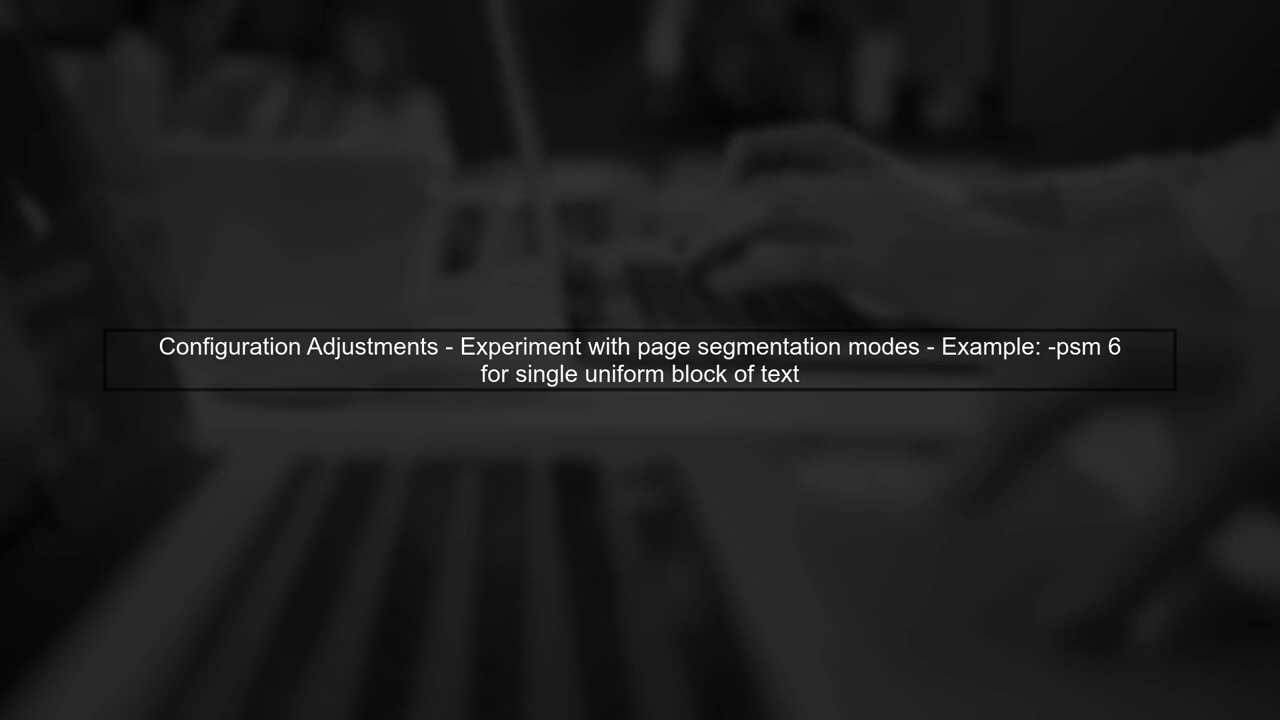 Configuration Adjustments - Experiment with page segmentation modes - Example: -psm 6
for single uniform block of text